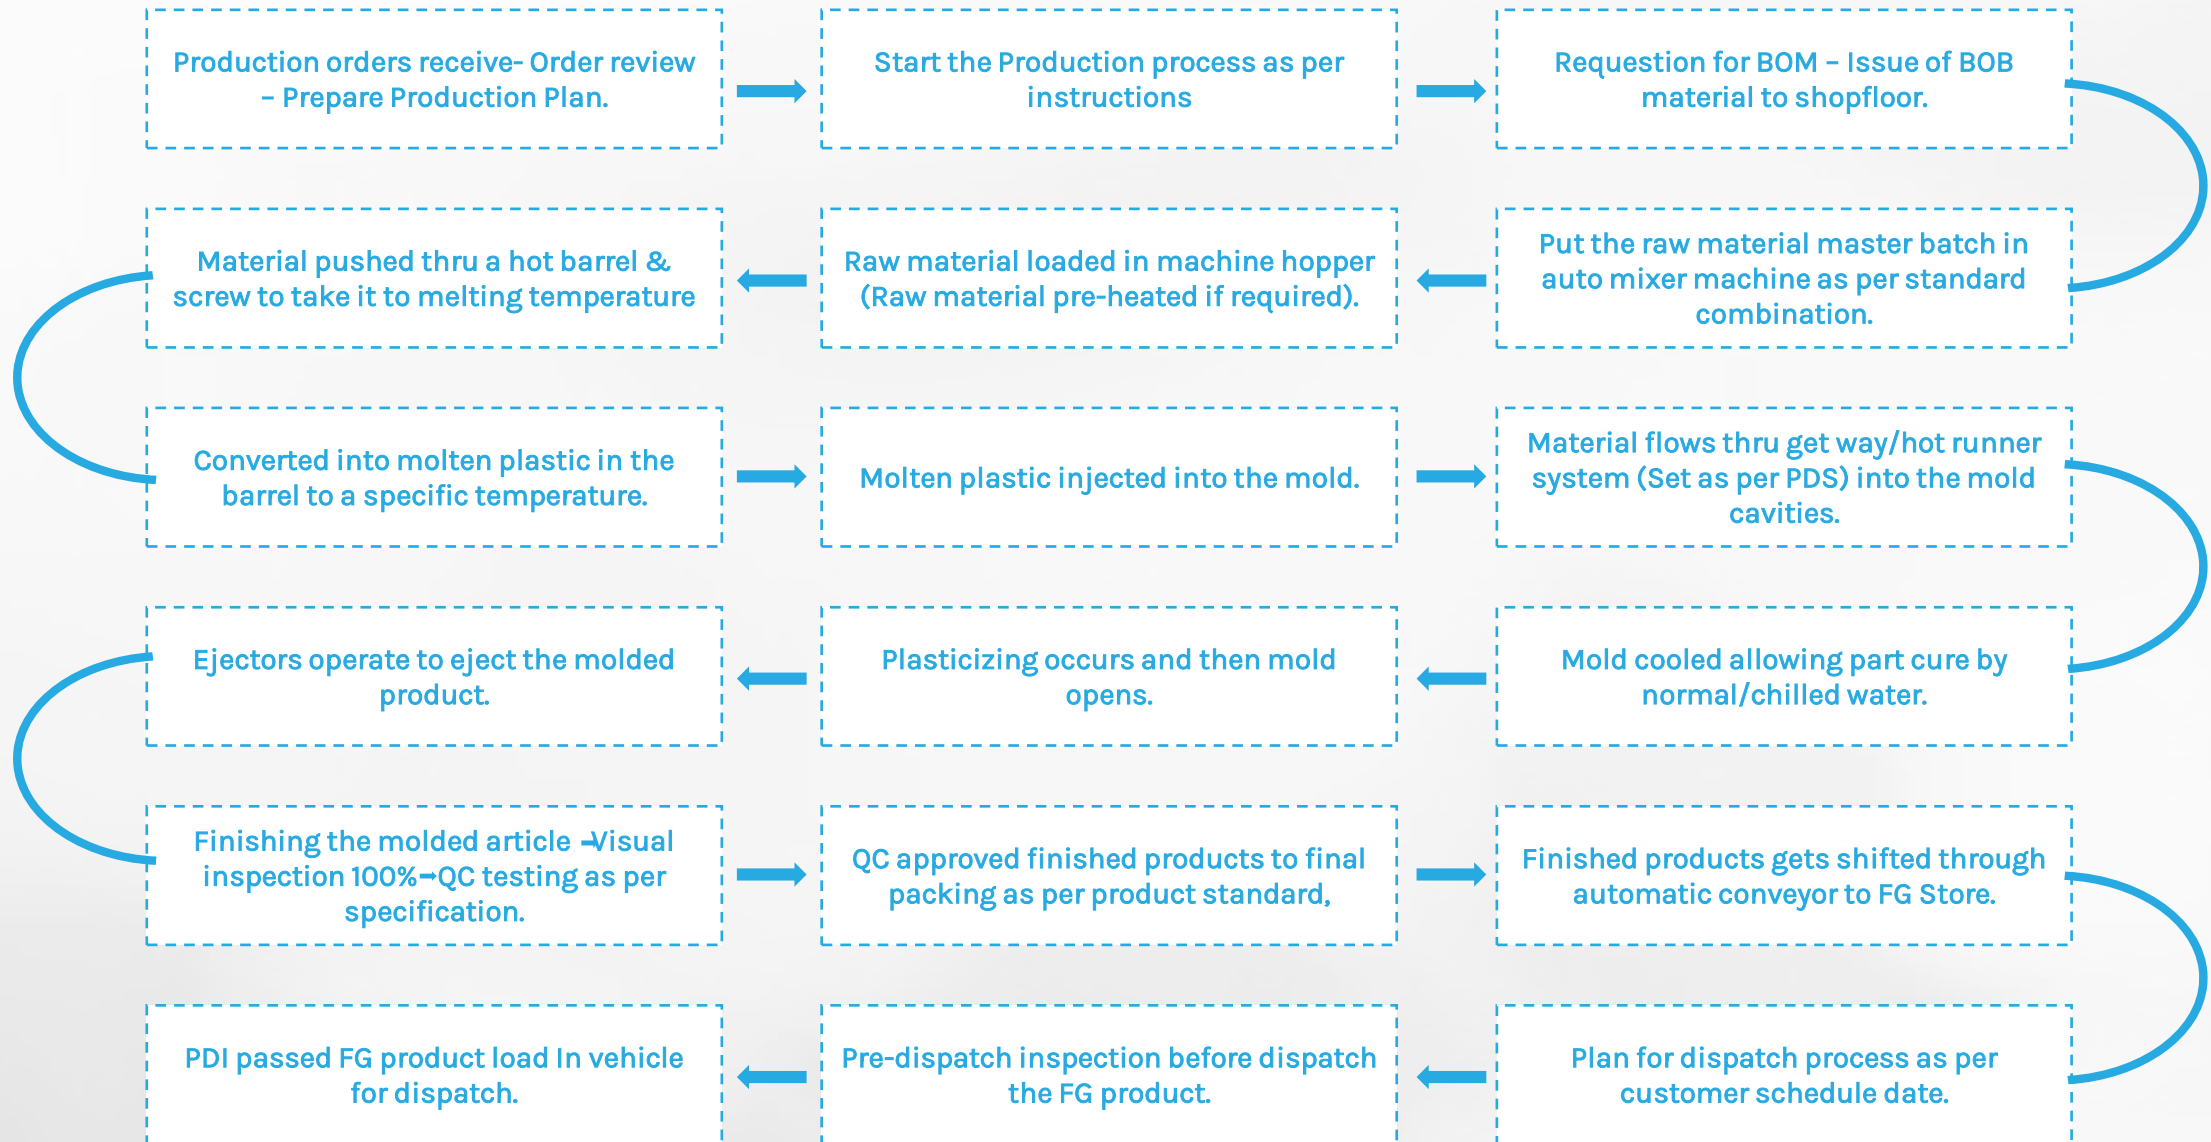 Production orders receive- Order review
– Prepare Production Plan.
Start the Production process as per
instructions
Requestion for BOM – Issue of BOB
material to shopfloor.
Put the raw material master batch in
auto mixer machine as per standard
combination.
Raw material loaded in machine hopper
(Raw material pre-heated if required).
Material pushed thru a hot barrel &
screw to take it to melting temperature
Converted into molten plastic in the
barrel to a specific temperature.
Molten plastic injected into the mold.
Material flows thru get way/hot runner
system (Set as per PDS) into the mold
cavities.
Mold cooled allowing part cure by
normal/chilled water.
Plasticizing occurs and then mold
opens.
Ejectors operate to eject the molded
product.
Finishing the molded article →Visual
inspection 100%→QC testing as per
specification.
QC approved finished products to final
packing as per product standard,
Finished products gets shifted through
automatic conveyor to FG Store.
Plan for dispatch process as per
customer schedule date.
Pre-dispatch inspection before dispatch
the FG product.
PDI passed FG product load In vehicle
for dispatch.